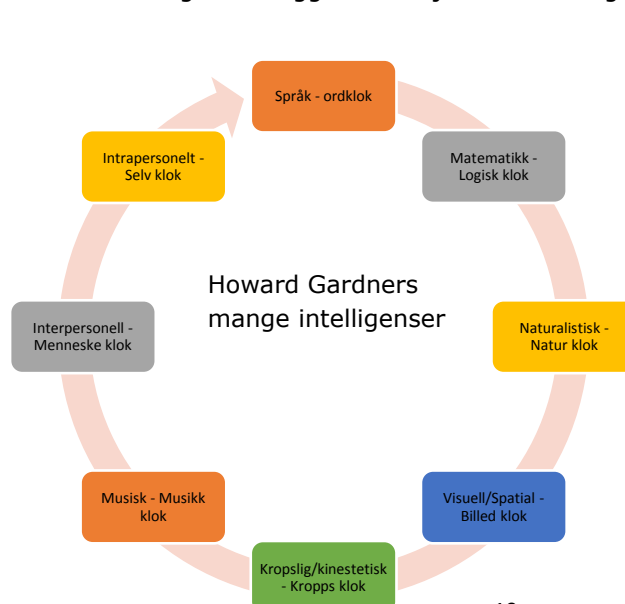 Språk - ordklok
Matematikk -
Logisk klok
Naturalistisk -
Natur klok
Visuell/Spatial -
Billed klok
Kropslig/kinestetisk
- Kropps klok
Musisk - Musikk
klok
Interpersonell -
Menneske klok
Intrapersonelt -
Selv klok
Howard Gardners
mange intelligenser